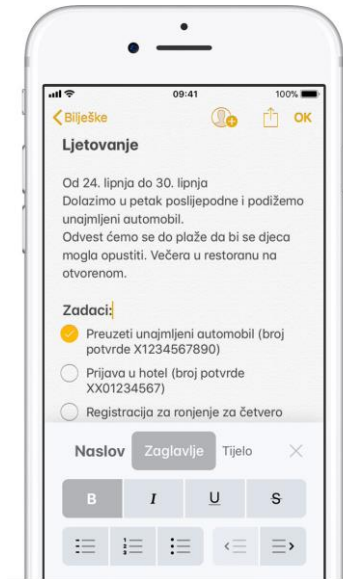 09:41
100%
Bilješke
OK
Ljetovanje
Od 24. lipnja do 30. lipnja
Dolazimo u petak poslijepodne i podižemo
unajmljeni automobil.
Odvest ćemo se do plaže da bi se djeca
mogla opustiti. Večera u restoranu na
otvorenom.
Zadaci:
Preuzeti unajmljeni automobil (broj
potvrde X1234567890)
Prijava u hotel (broj potvrde
XX01234567)
Registracija za ronjenje za četvero
Naslov Zaglavlje Tijelo
B I U S